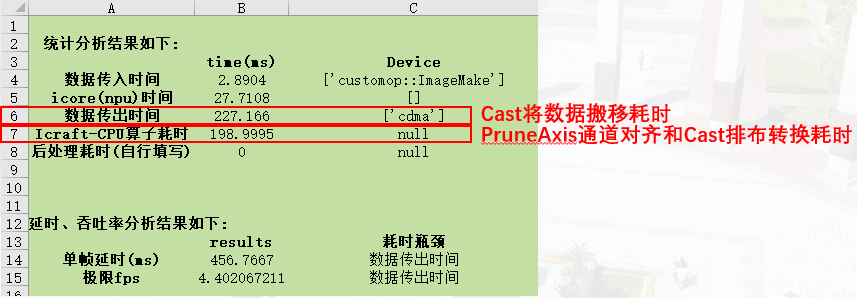 A B C
1
2 统计分析结果如下：
3 time(ms) Device
4 数据传入时间 2.8904 ['customop::ImageMake']
5 icore(npu)时间 27.7108 []
6 数据传出时间 227.166 ['cdma'] Cast将数据搬移耗时
7 Icraft-CPU算子耗时 198.9995 null PruneAxis通道对齐和Cast排布转换耗时
8 后处理耗时(自行填写) 0 null
9
10
11
12 延时、吞吐率分析结果如下：
13 results 耗时瓶颈
14 单帧延时(ms) 456.7667 数据传出时间
15 极限fps 4.402067211 数据传出时间
16